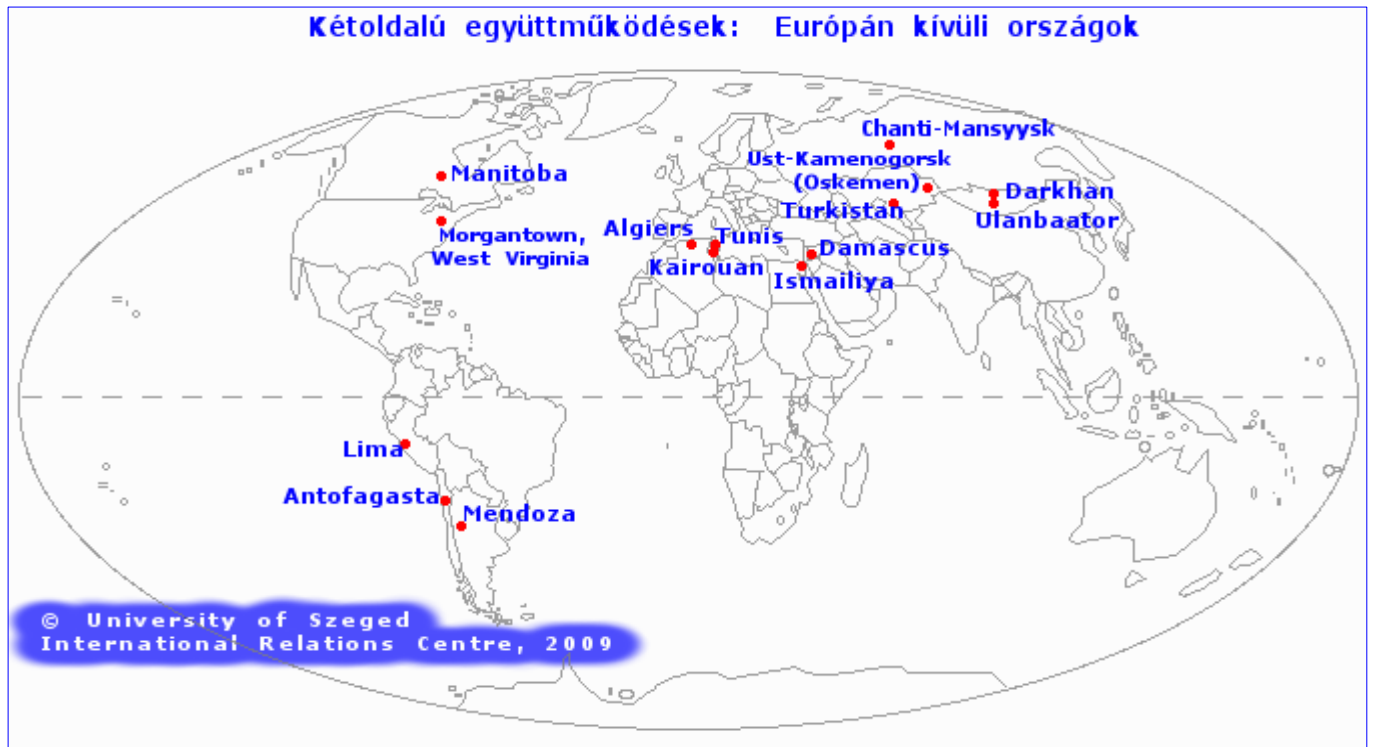 Kétoldalú együttműködések: Európán kívüli országok
Chanti-Mansyysk
Ust-Kamenogorsk
(Oskemen)
Manitoba
Darkhan
Turkistan
Ulanbaator
Algiers
Tunis
Morgantown,
West Virginia
Damascus
Kairouan
Ismailiya
Lima
Antofagasta
Mendoza
© University of Szeged
International Relations Centre, 2009